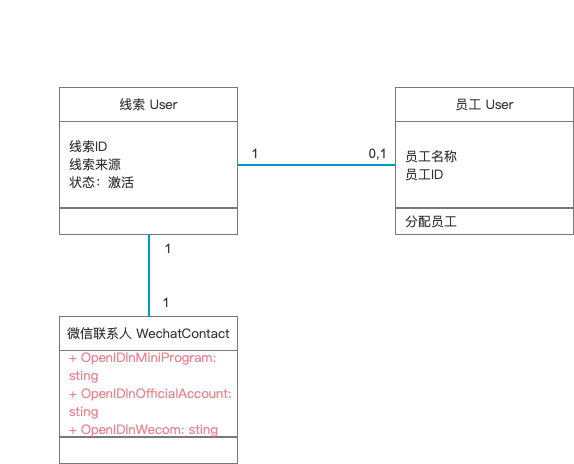 线索 User
员工 User
线索ID
线索来源
状态：激活
员工名称
员工ID
1
0,1
分配员工
1
1
微信联系人 WechatContact
+ OpenIDInMiniProgram:
sting
+ OpenIDInOfficialAccount:
sting
+ OpenIDInWecom: sting